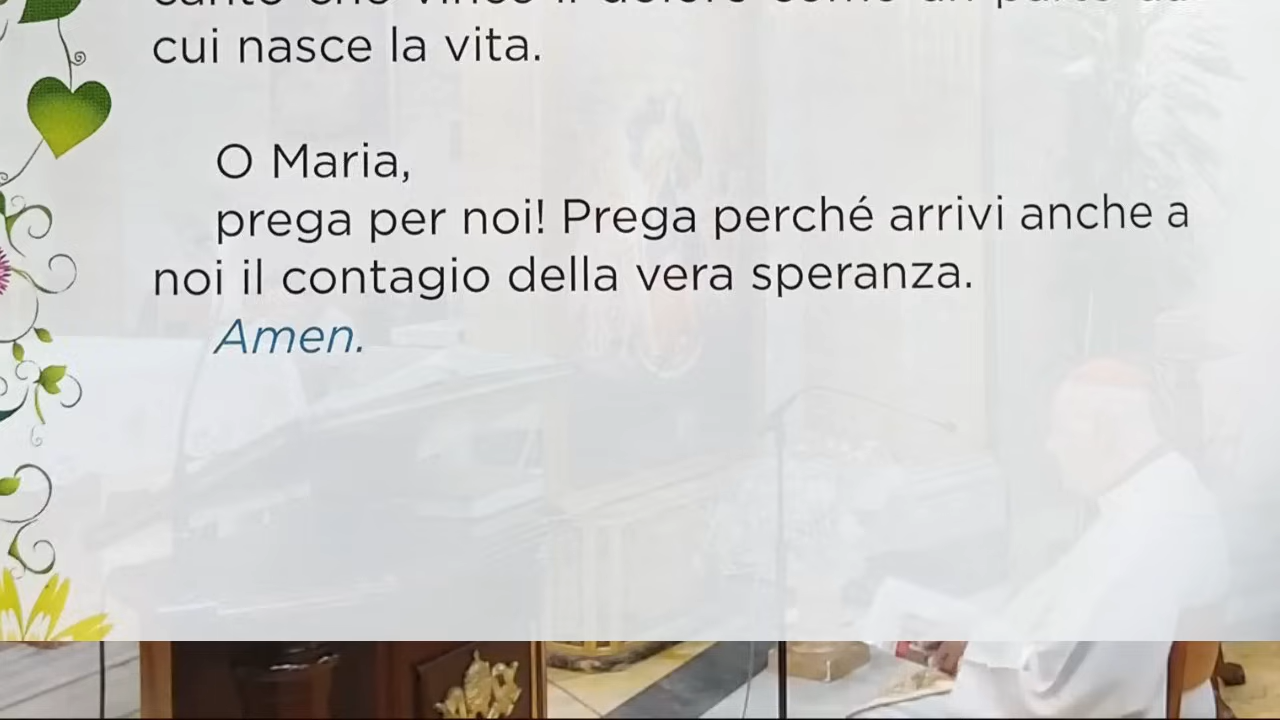 cui nasce la vita.
O Maria,
prega per noi! Prega perché arrivi anche a
noi il contagio della vera speranza.
Amen.